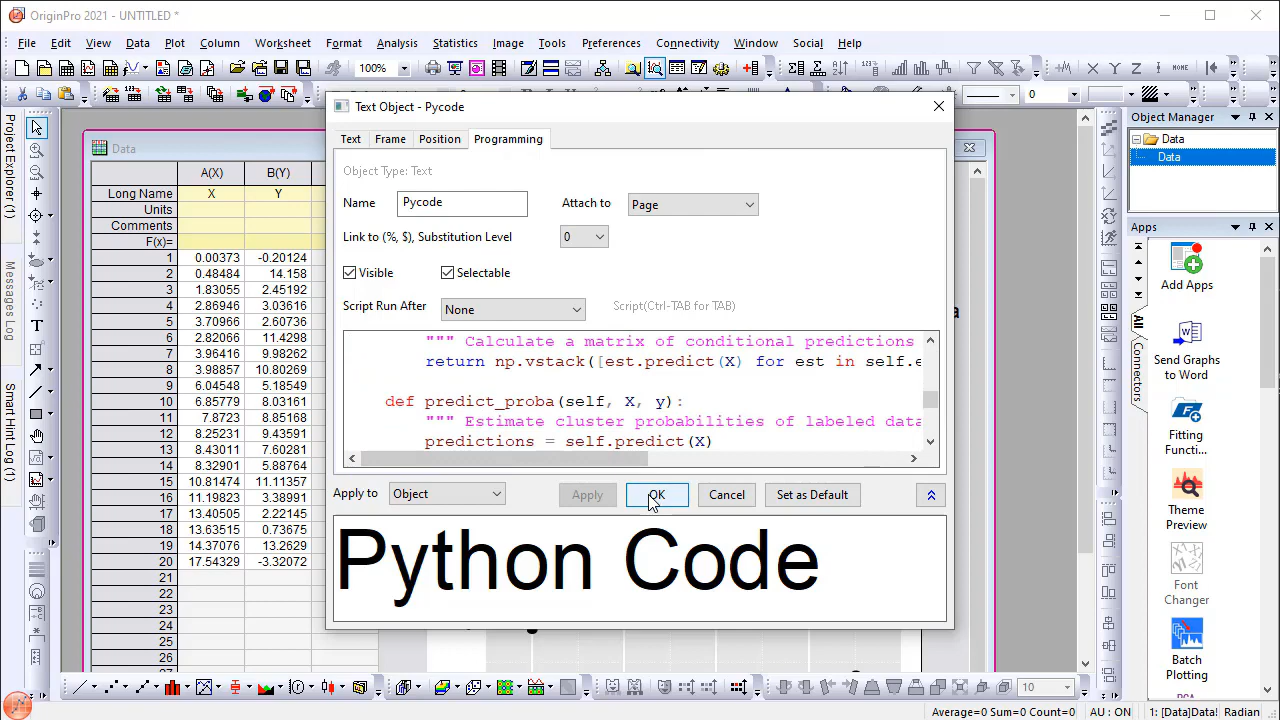 OriginPro 2021 - UNTITLED *
File Edit View Data Plot Column Worksheet Format Analysis Statistics Image Tools Preferences Connectivity Window Social Help
100%
0
Project Explorer (1)
Messages Log
Smart Hint Log (1)
Data
A(X) B(Y)
Long Name X Y
Units
Comments
F(x)=
1 0.00373 -0.20124
2 0.48484 14.158
3 1.83055 2.45192
4 2.86946 3.03616
5 3.70966 2.60736
6 2.82066 11.4298
7 3.96416 9.98262
8 3.98857 10.80269
9 6.04548 5.18549
10 6.85779 8.03161
11 7.8723 8.85168
12 8.25231 9.43591
13 8.43011 7.60281
14 8.32901 5.88764
15 10.81474 11.11357
16 11.19823 3.38991
17 13.40505 2.22145
18 13.63515 0.73675
19 14.37076 13.2629
20 17.54329 -3.32072
21
22
23
24
25
26
Text Object - Pycode
Text Frame Position Programming
Object Type: Text
Name Pycode Attach to Page
Link to (%, $), Substitution Level 0
Visible Selectable
Script Run After None Script(Ctrl-TAB for TAB)
""" Calculate a matrix of conditional predictions
return np.vstack([est.predict(X) for est in self.e
def predict_proba(self, X, y):
""" Estimate cluster probabilities of labeled data
predictions = self.predict(X)
Apply to Object Apply OK Cancel Set as Default
Python Code
Object Manager
Data
Data
Apps
All
Connectivity
Add Apps
Send Graphs
to Word
Fitting
Functi...
Theme
Preview
Font
Changer
Batch
Plotting
10
Average=0 Sum=0 Count=0 AU : ON 1: [Data]Data! Radian